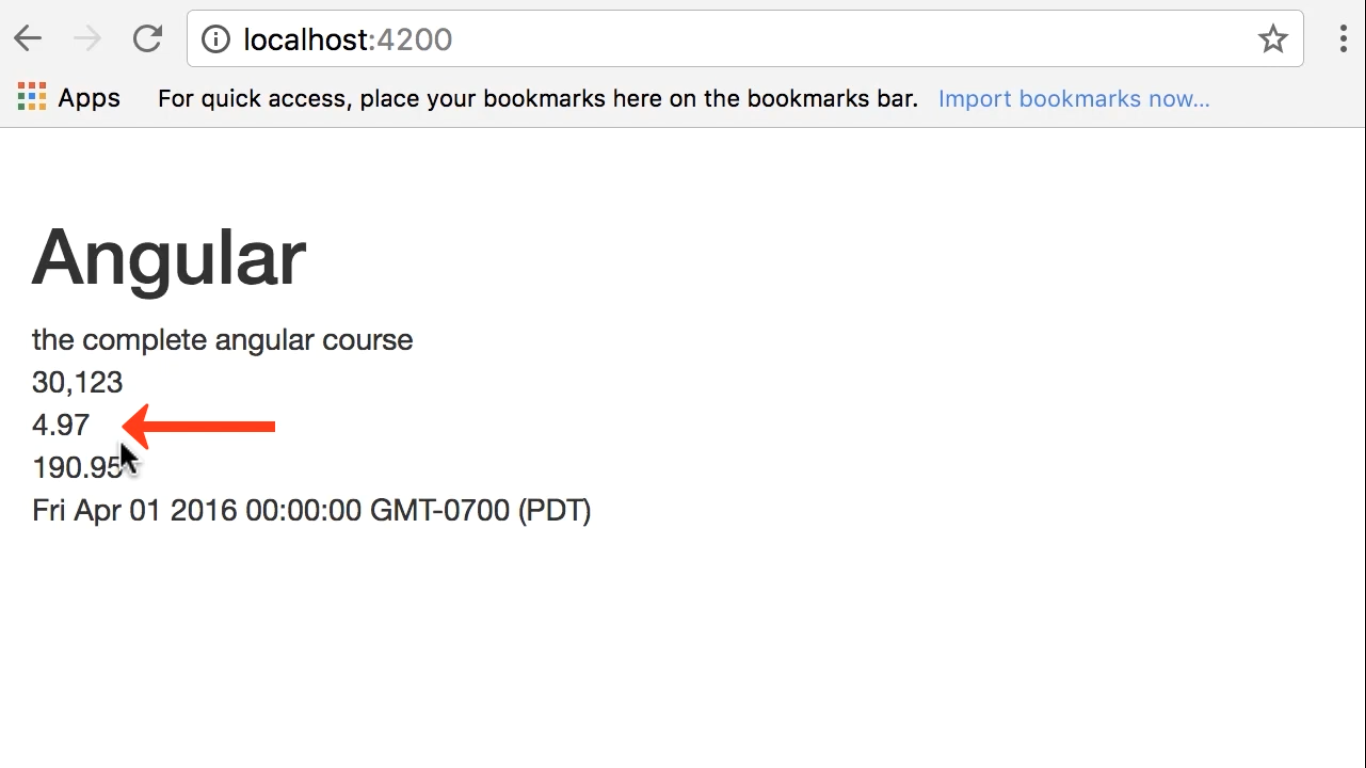 localhost:4200
Apps For quick access, place your bookmarks here on the bookmarks bar. Import bookmarks now...
Angular
the complete angular course
30,123
4.97
190.95
Fri Apr 01 2016 00:00:00 GMT-0700 (PDT)